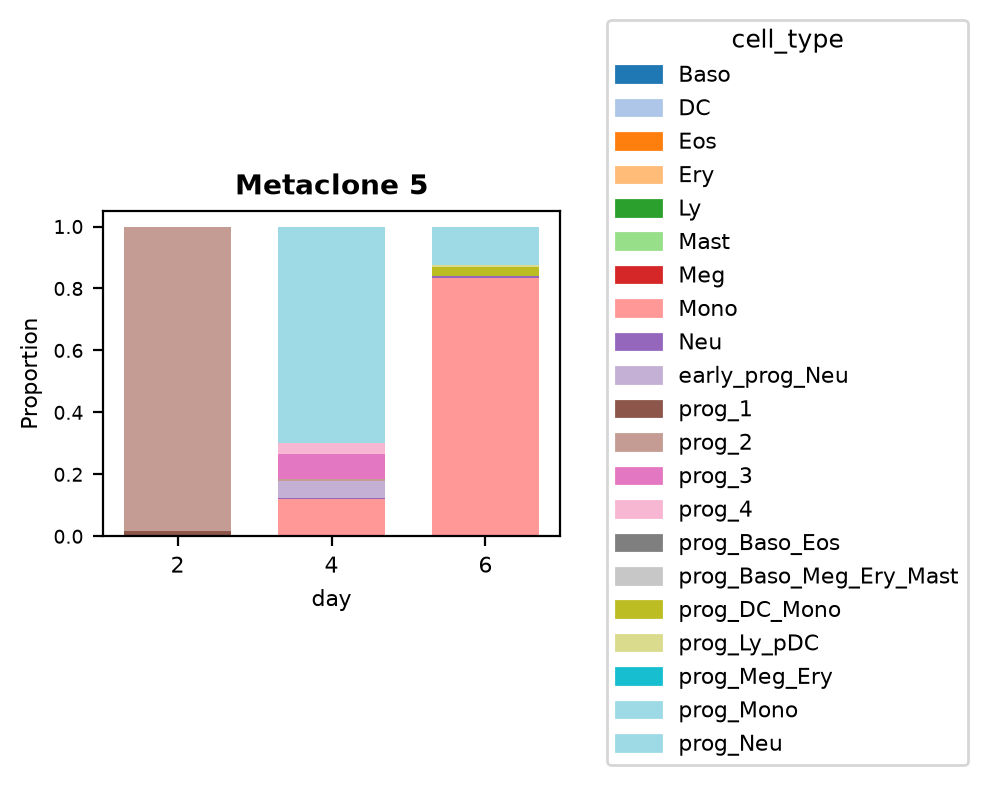 Metaclone 5
1.0
0.8
0.6
0.4
0.2
0.0
Proportion
2 4 6
day
cell_type
Baso
DC
Eos
Ery
Ly
Mast
Meg
Mono
Neu
early_prog_Neu
prog_1
prog_2
prog_3
prog_4
prog_Baso_Eos
prog_Baso_Meg_Ery_Mast
prog_DC_Mono
prog_Ly_pDC
prog_Meg_Ery
prog_Mono
prog_Neu